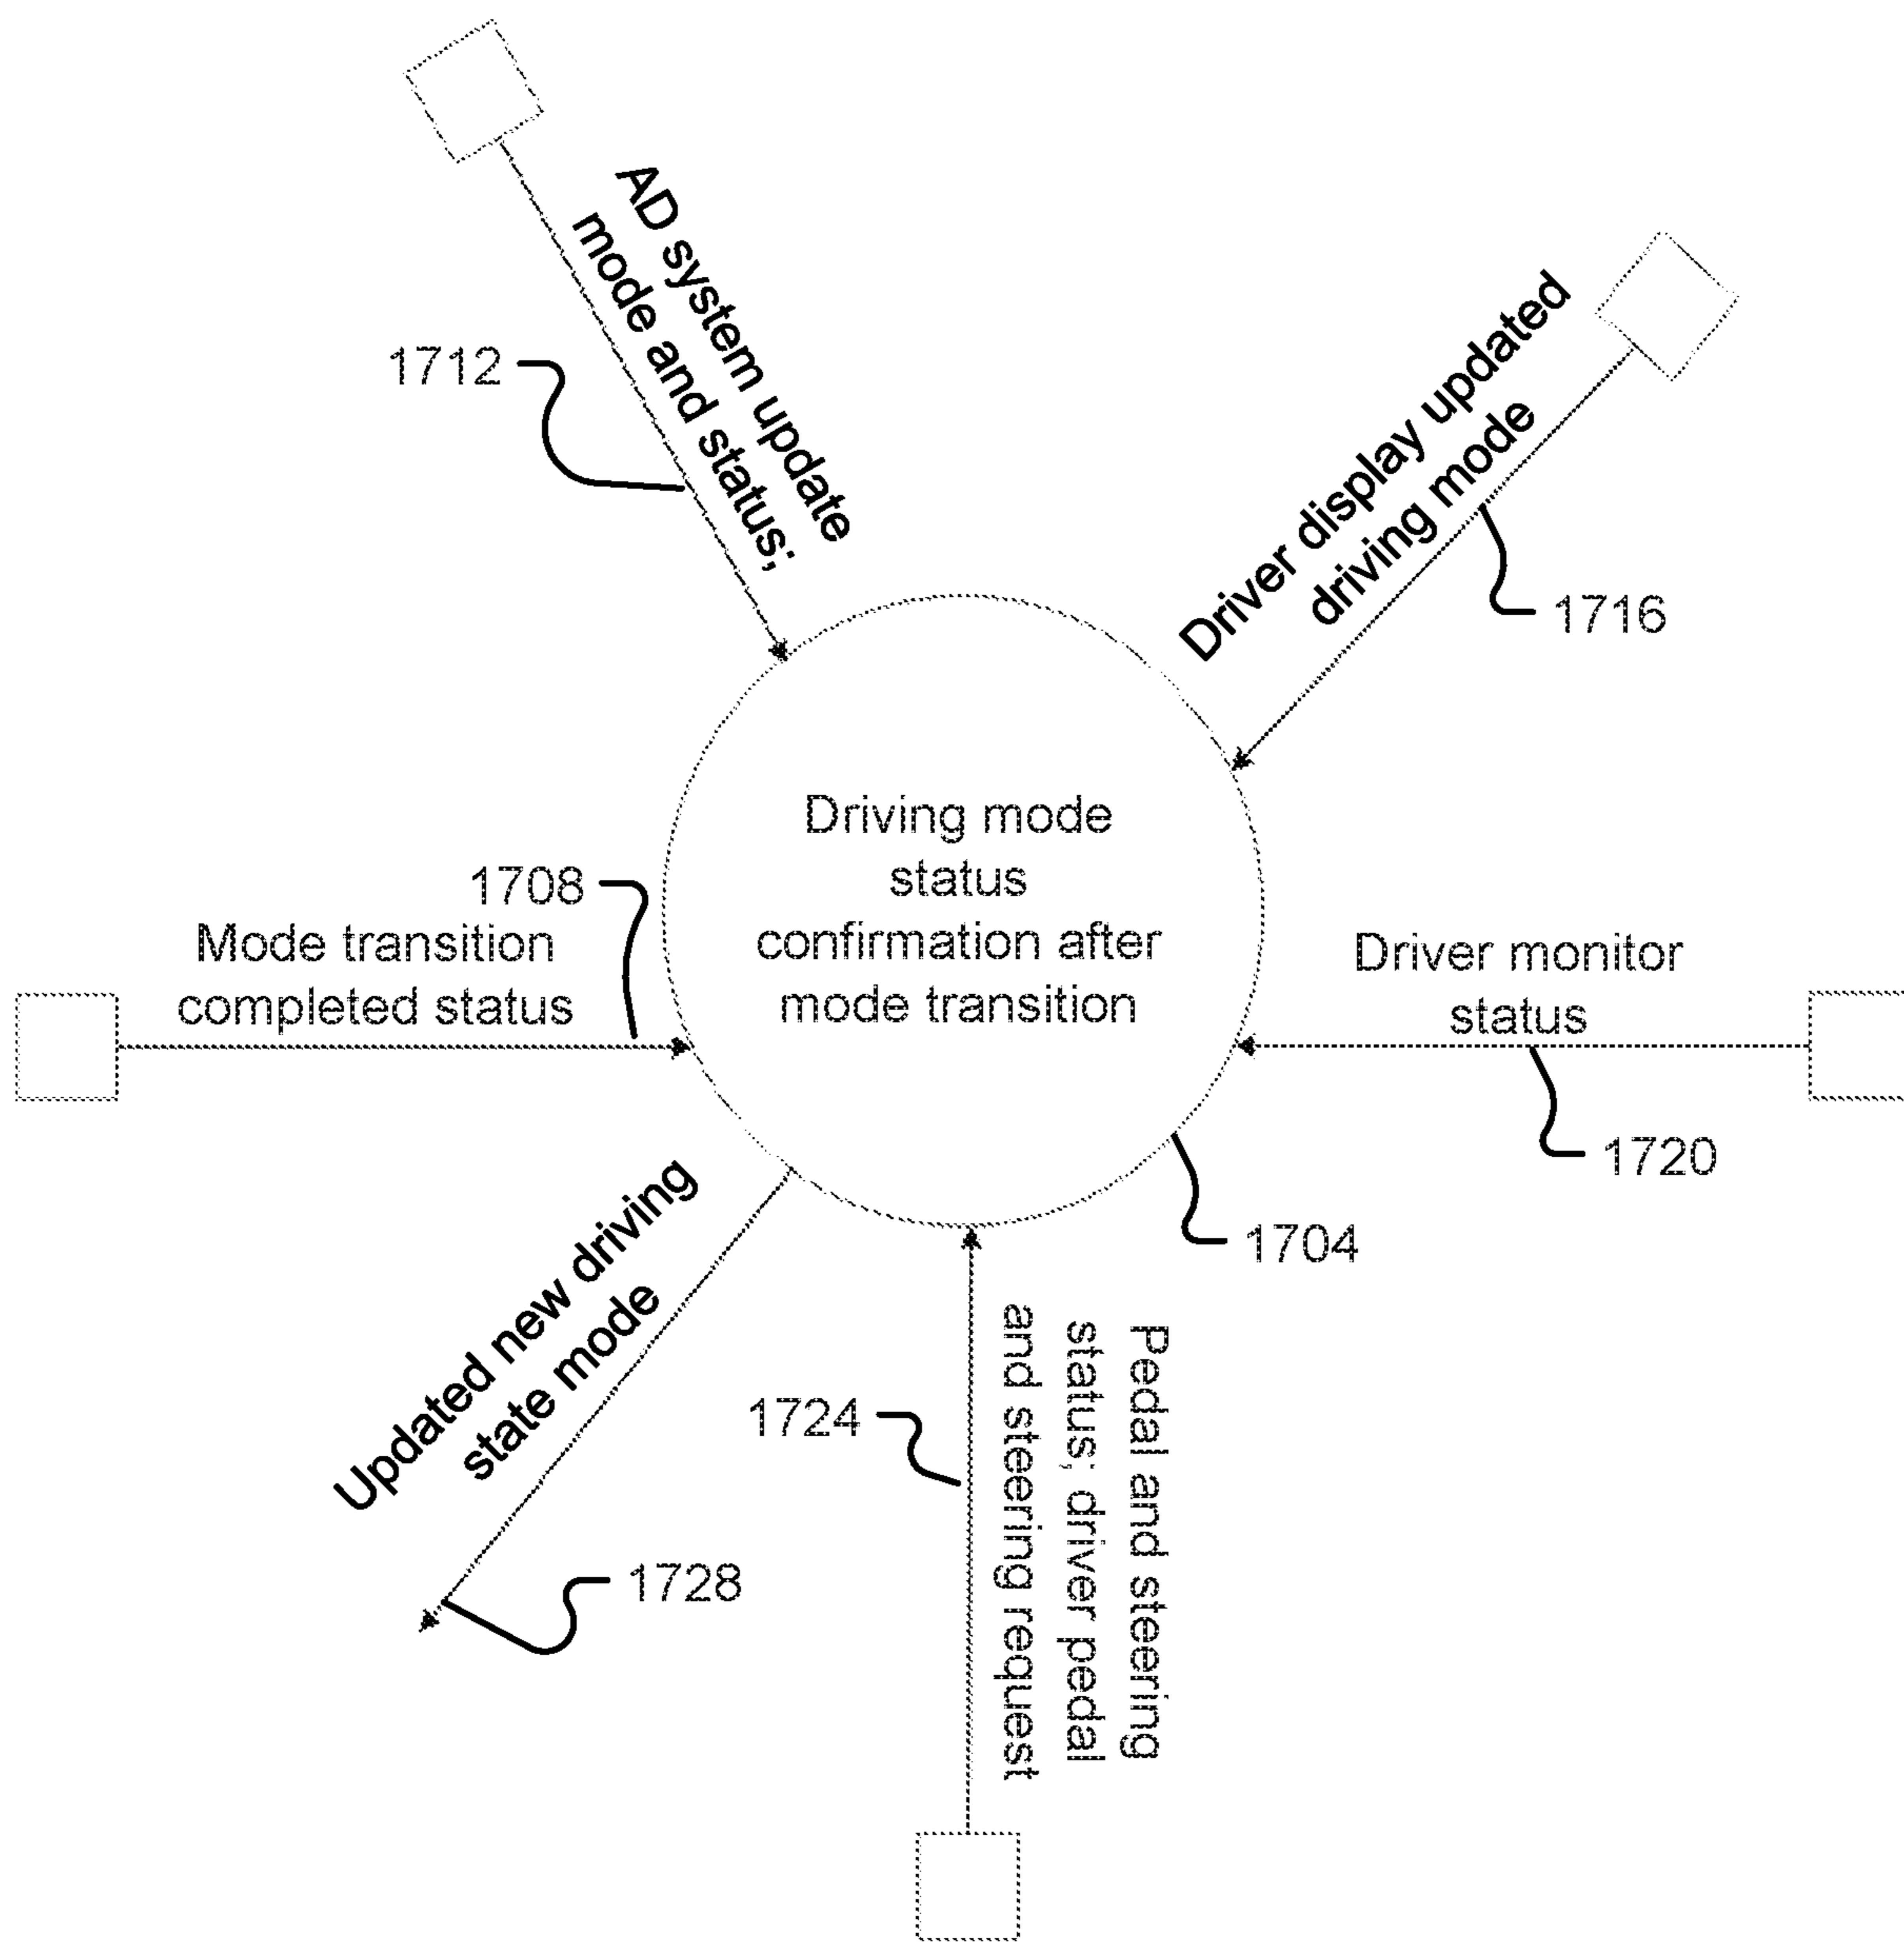 AD system update
mode and status;
1712
Driver display updated
driving mode
1716
Driving mode
status
confirmation after
mode transition
1708
Mode transition
completed status
Driver monitor
status
1720
1704
Updated new driving
state mode
1728
1724
Pedal and steering
status; driver pedal
and steering request